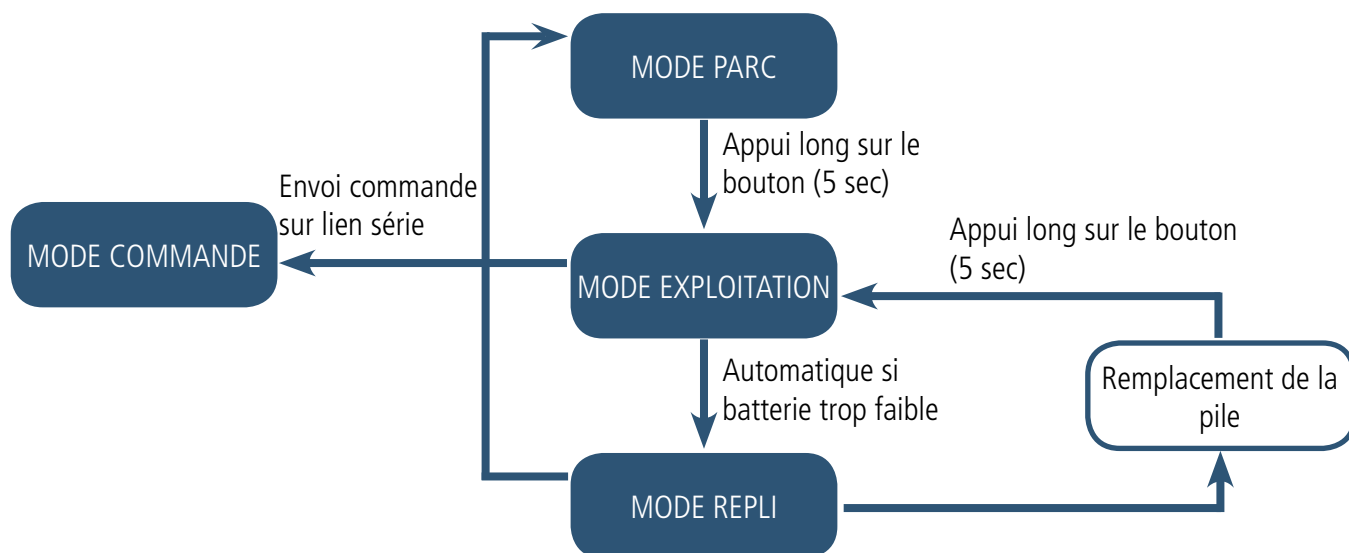 MODE PARC
Appui long sur le
bouton (5 sec)
Envoi commande
sur lien série
MODE COMMANDE
MODE EXPLOITATION
Appui long sur le bouton
(5 sec)
Automatique si
batterie trop faible
Remplacement de la
pile
MODE REPLI